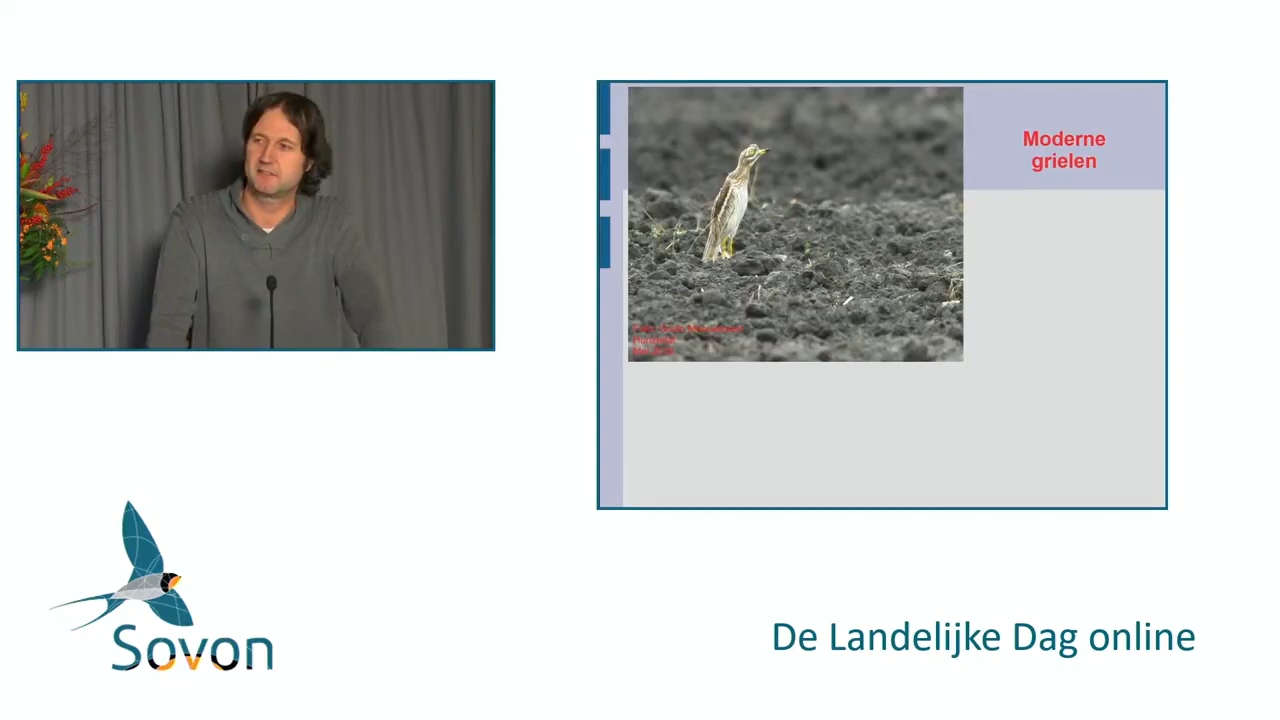 Moderne
grielen
Sovon
De Landelijke Dag online